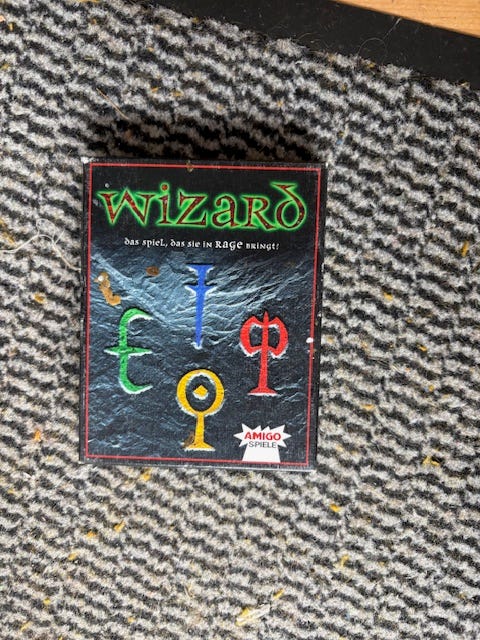 WIZARD
das Spiel, das Sie in RAGE bringt!
AMIGO
SPIELE